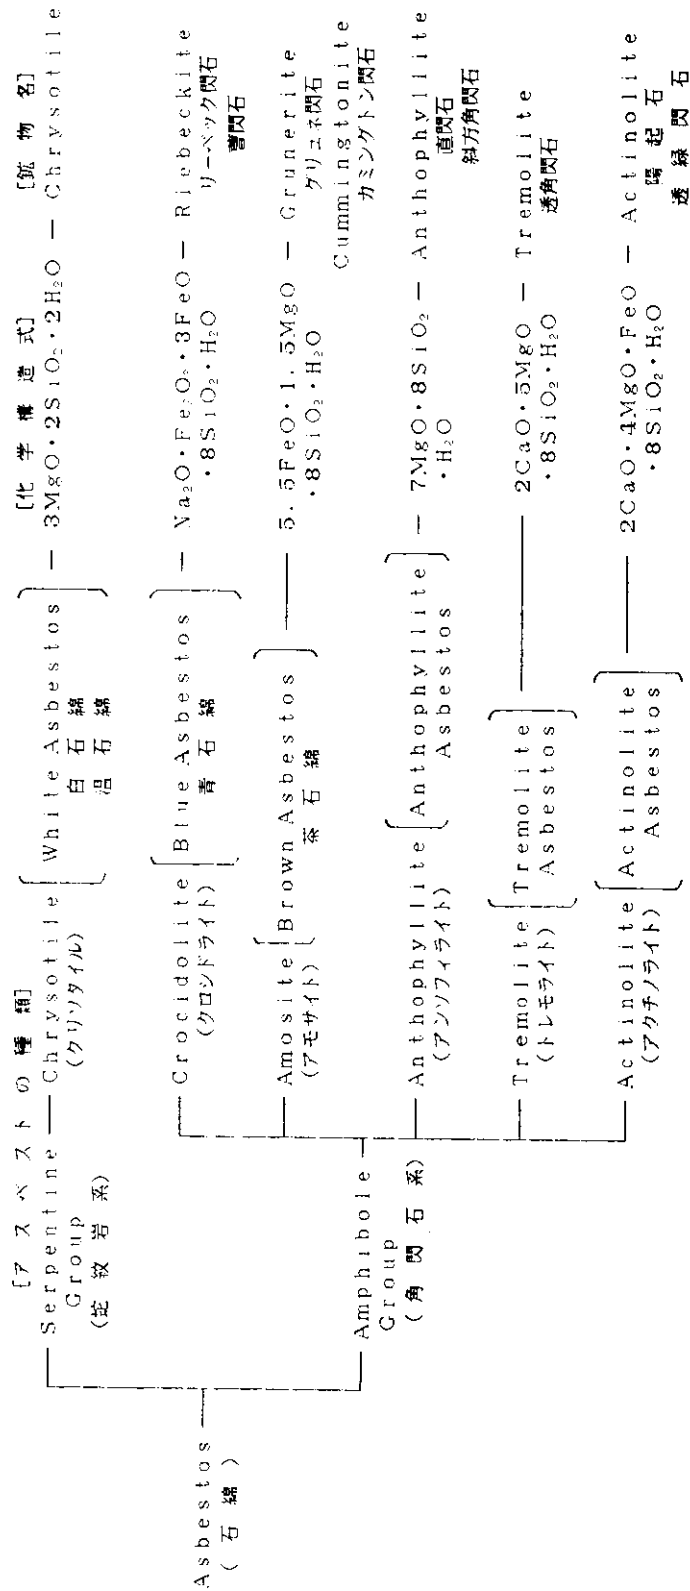 [アスベストの種類]
[化学構造式]
[鉱物名]
Asbestos
(石綿)
Serpentine
Group
(蛇紋岩系)
Chrysotile
(クリソタイル)
White Asbestos
白石綿
温石綿
3MgO・2SiO₂・2H₂O
Chrysotile
Amphibole
Group
(角閃石系)
Crocidolite
(クロシドライト)
Blue Asbestos
青石綿
Na₂O・Fe₂O₃・3FeO
・8SiO₂・H₂O
Riebeckite
リーベック閃石
曹閃石
Amosite
(アモサイト)
Brown Asbestos
茶石綿
5.5FeO・1.5MgO
・8SiO₂・H₂O
Grunerite
グリュネ閃石
Cummingtonite
カミングトン閃石
Anthophyllite
(アンソフィライト)
Anthophyllite
Asbestos
7MgO・8SiO₂
・H₂O
Anthophyllite
直閃石
斜方角閃石
Tremolite
(トレモライト)
Tremolite
Asbestos
2CaO・5MgO
・8SiO₂・H₂O
Tremolite
透角閃石
Actinolite
(アクチノライト)
Actinolite
Asbestos
2CaO・4MgO・FeO
・8SiO₂・H₂O
Actinolite
陽起石
透緑閃石